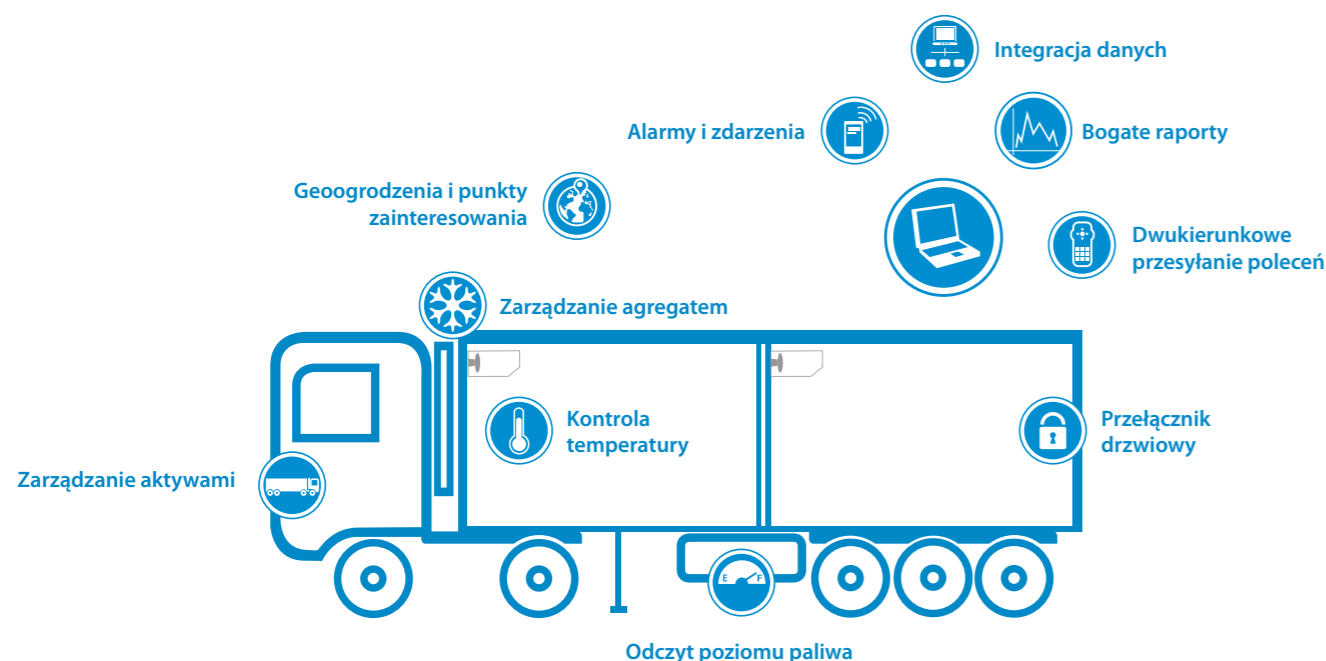 Integracja danych
Alarmy i zdarzenia
Bogate raporty
Geoogrodzenia i punkty
zainteresowania
Dwukierunkowe
przesyłanie poleceń
Zarządzanie agregatem
Kontrola
temperatury
Przełącznik
drzwiowy
Zarządzanie aktywami
E F
Odczyt poziomu paliwa